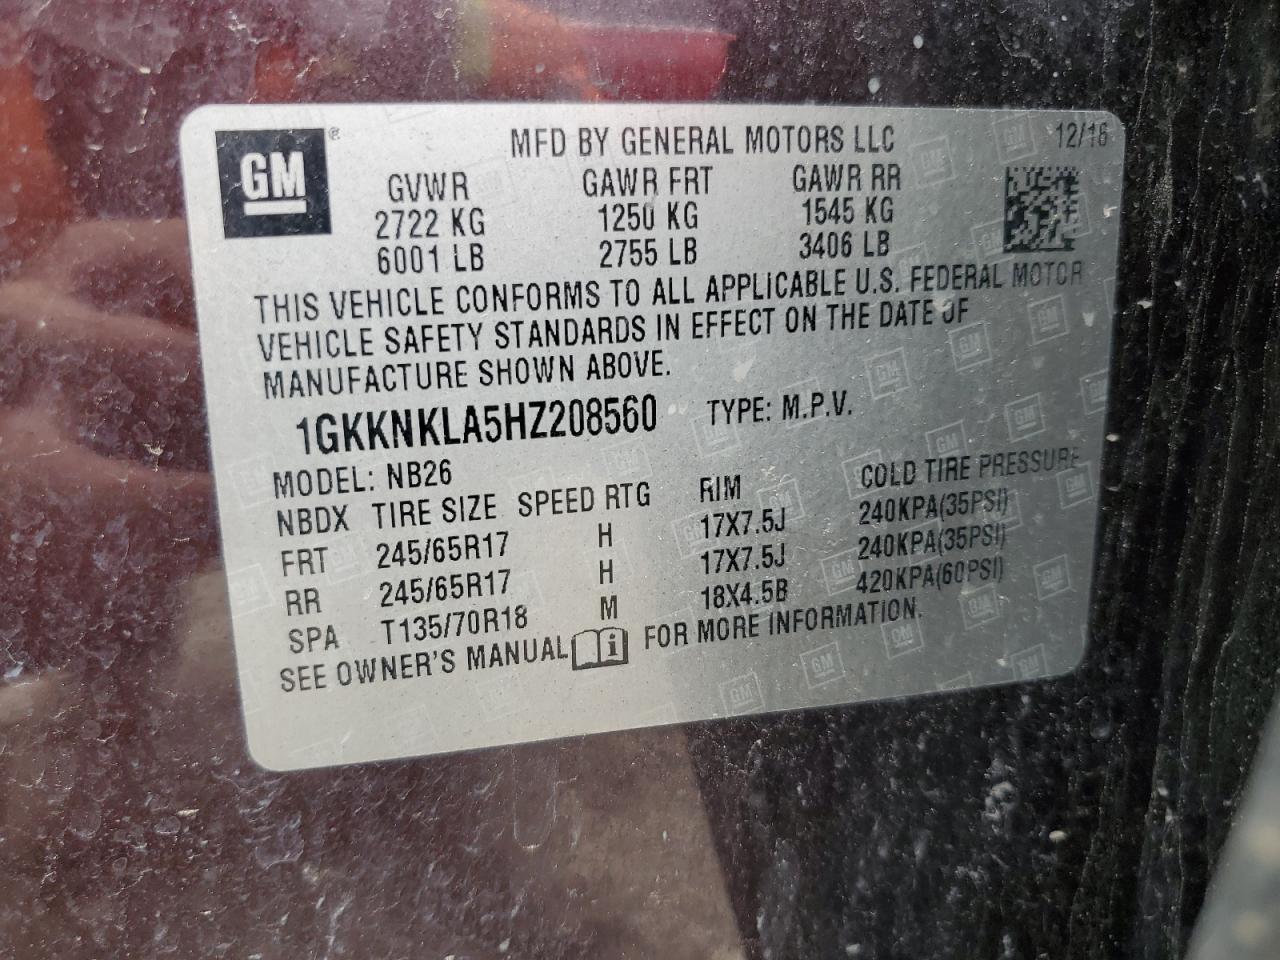 GM®
MFD BY GENERAL MOTORS LLC 12/16
GVWR GAWR FRT GAWR RR
2722 KG 1250 KG 1545 KG
6001 LB 2755 LB 3406 LB
THIS VEHICLE CONFORMS TO ALL APPLICABLE U.S. FEDERAL MOTOR
VEHICLE SAFETY STANDARDS IN EFFECT ON THE DATE OF
MANUFACTURE SHOWN ABOVE.
1GKKNKLA5HZ208560 TYPE: M.P.V.
MODEL: NB26
NBDX TIRE SIZE SPEED RTG RIM COLD TIRE PRESSURE
FRT 245/65R17 H 17X7.5J 240KPA(35PSI)
RR 245/65R17 H 17X7.5J 240KPA(35PSI)
SPA T135/70R18 M 18X4.5B 420KPA(60PSI)
SEE OWNER'S MANUAL FOR MORE INFORMATION.